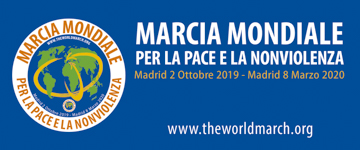 MARCIA MONDIALE
PER LA PACE E LA NONVIOLENZA
MARCIA MONDIALE
PER LA PACE E LA NONVIOLENZA
Madrid 2 Ottobre 2019 - Madrid 8 Marzo 2020
www.theworldmarch.org